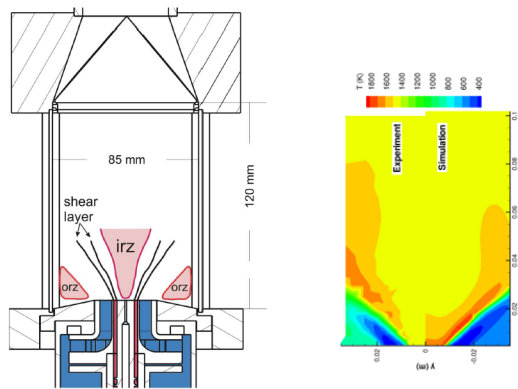 85 mm
120 mm
shear
layer
irz
orz
orz
T (K)
1800
1600
1400
1200
1000
800
600
400
Experiment
Simulation
0.1
0.08
0.06
0.04
0.02
0.02
0
-0.02
y (m)